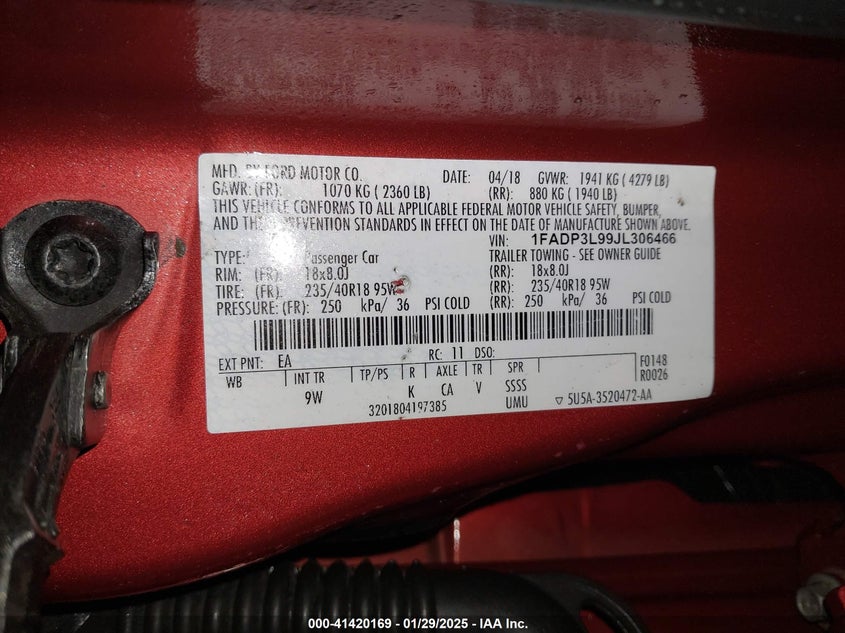 MFD. BY FORD MOTOR CO. DATE: 04/18 GVWR: 1941 KG ( 4279 LB)
GAWR: (FR): 1070 KG ( 2360 LB) (RR): 880 KG ( 1940 LB)
THIS VEHICLE CONFORMS TO ALL APPLICABLE FEDERAL MOTOR VEHICLE SAFETY, BUMPER,
AND THEFT PREVENTION STANDARDS IN EFFECT ON THE DATE OF MANUFACTURE SHOWN ABOVE.
VIN: 1FADP3L99JL306466
TYPE: Passenger Car TRAILER TOWING - SEE OWNER GUIDE
RIM: (FR): 18x8.0J (RR): 18x8.0J
TIRE: (FR): 235/40R18 95W (RR): 235/40R18 95W
PRESSURE: (FR): 250 kPa/ 36 PSI COLD (RR): 250 kPa/ 36 PSI COLD
EXT PNT: EA RC: 11 DSO: F0148
WB INT TR TP/PS R AXLE TR SPR R0026
9W K CA V SSSS
3201804197385 UMU ▽ 5U5A-3520472-AA
000-41420169 - 01/29/2025 - IAA Inc.